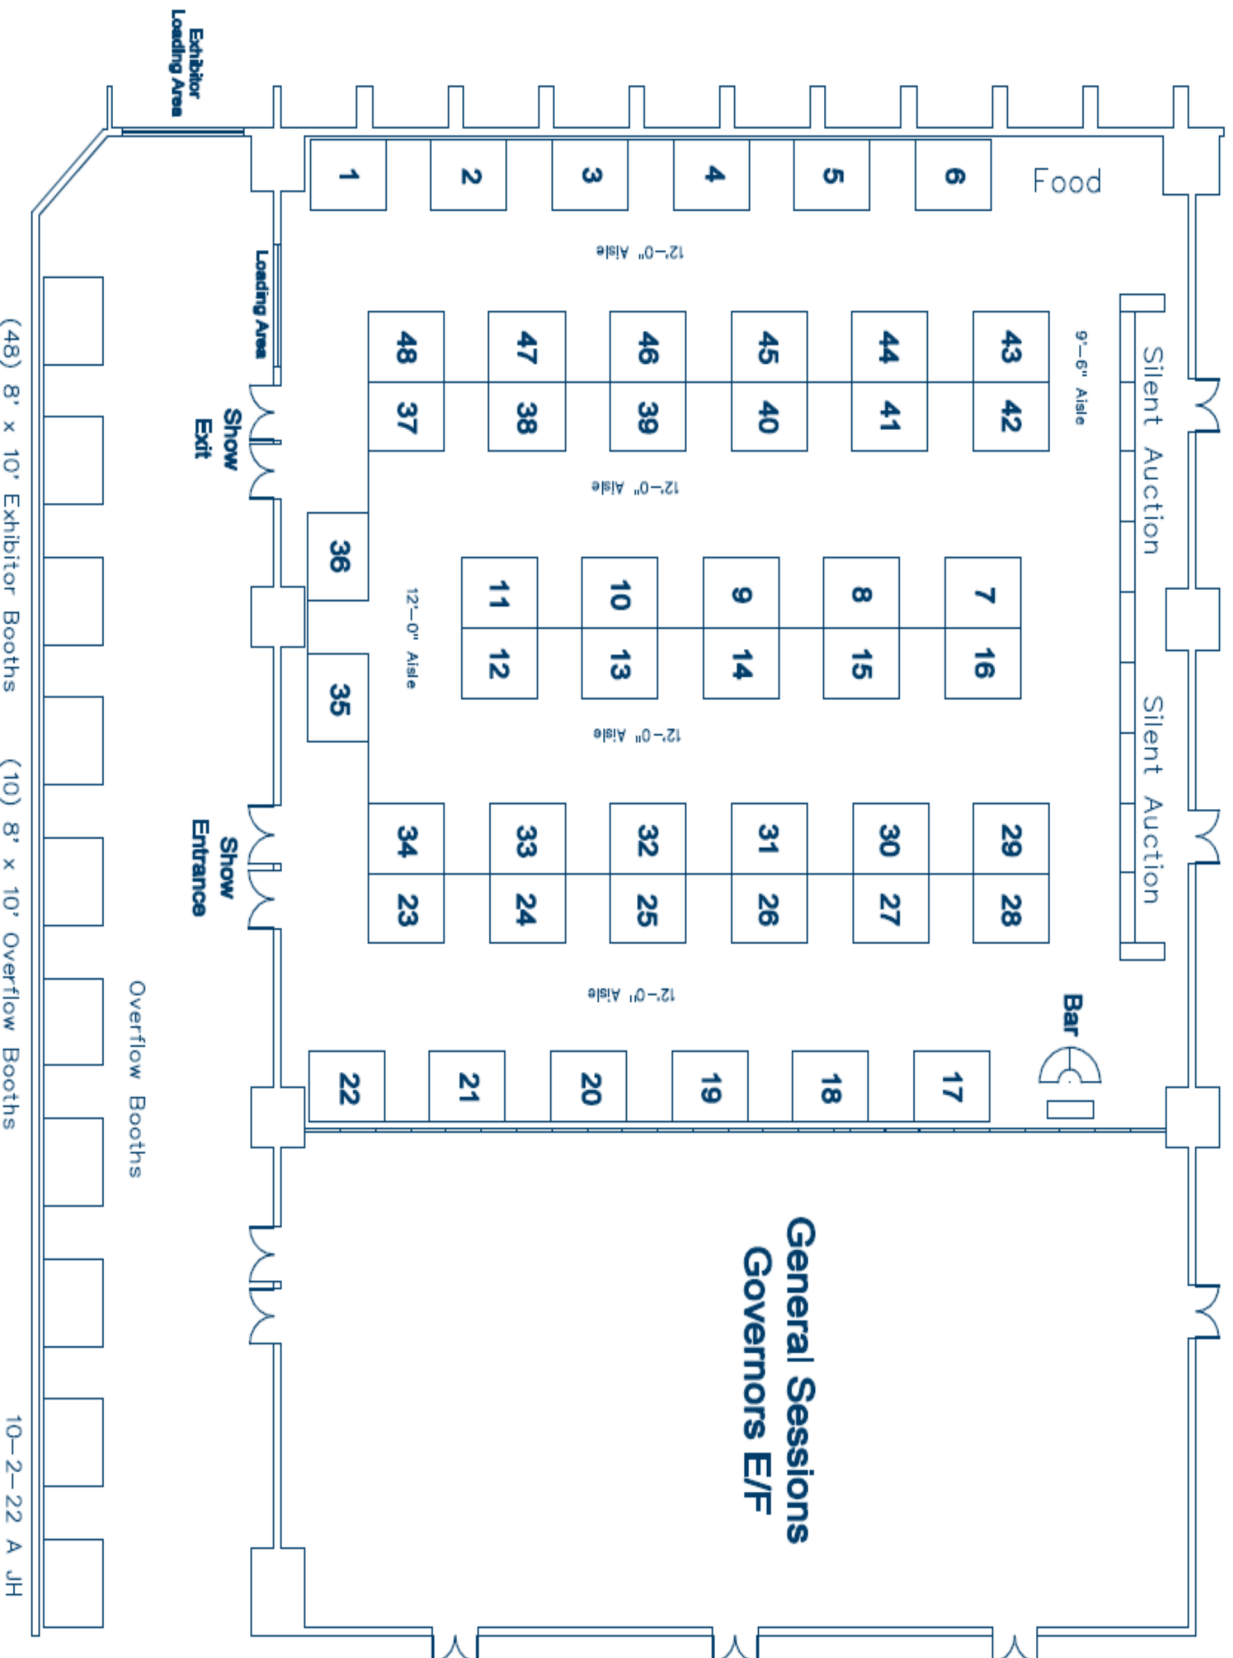 Exhibitor
Loading Area
1
2
3
4
5
6
Food
12'-0" Aisle
Loading Area
48
47
46
45
44
43
37
38
39
40
41
42
9'-6" Aisle
Silent Auction
Show
Exit
12'-0" Aisle
36
11
10
9
8
7
12
13
14
15
16
12'-0" Aisle
35
12'-0" Aisle
Silent Auction
34
33
32
31
30
29
23
24
25
26
27
28
Show
Entrance
12'-0" Aisle
Bar
22
21
20
19
18
17
Overflow Booths
General Sessions
Governors E/F
(48) 8' x 10' Exhibitor Booths
(10) 8' x 10' Overflow Booths
10-2-22 A JH